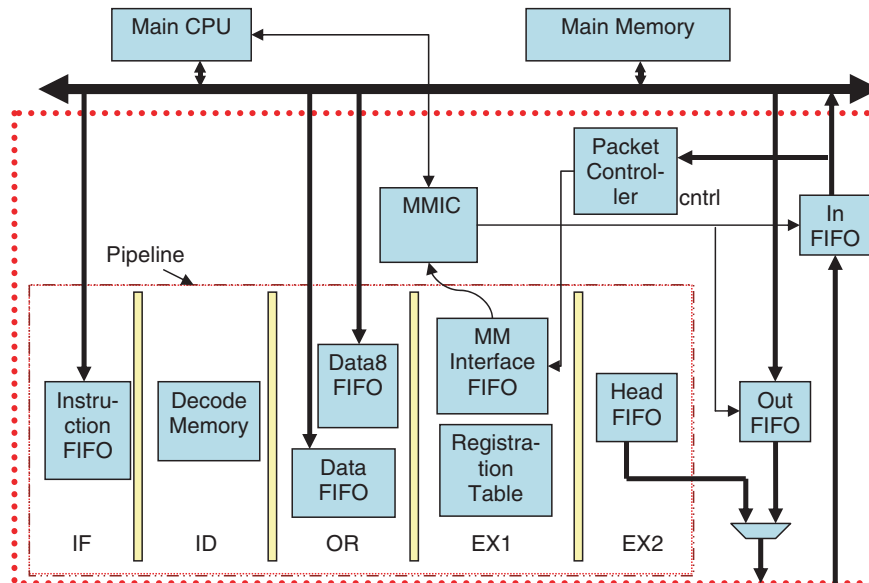 Main CPU
Main Memory
Packet
Control-
ler
cntrl
MMIC
In
FIFO
Pipeline
Instru-
ction
FIFO
Decode
Memory
Data8
FIFO
Data
FIFO
MM
Interface
FIFO
Registra-
tion
Table
Head
FIFO
Out
FIFO
IF
ID
OR
EX1
EX2